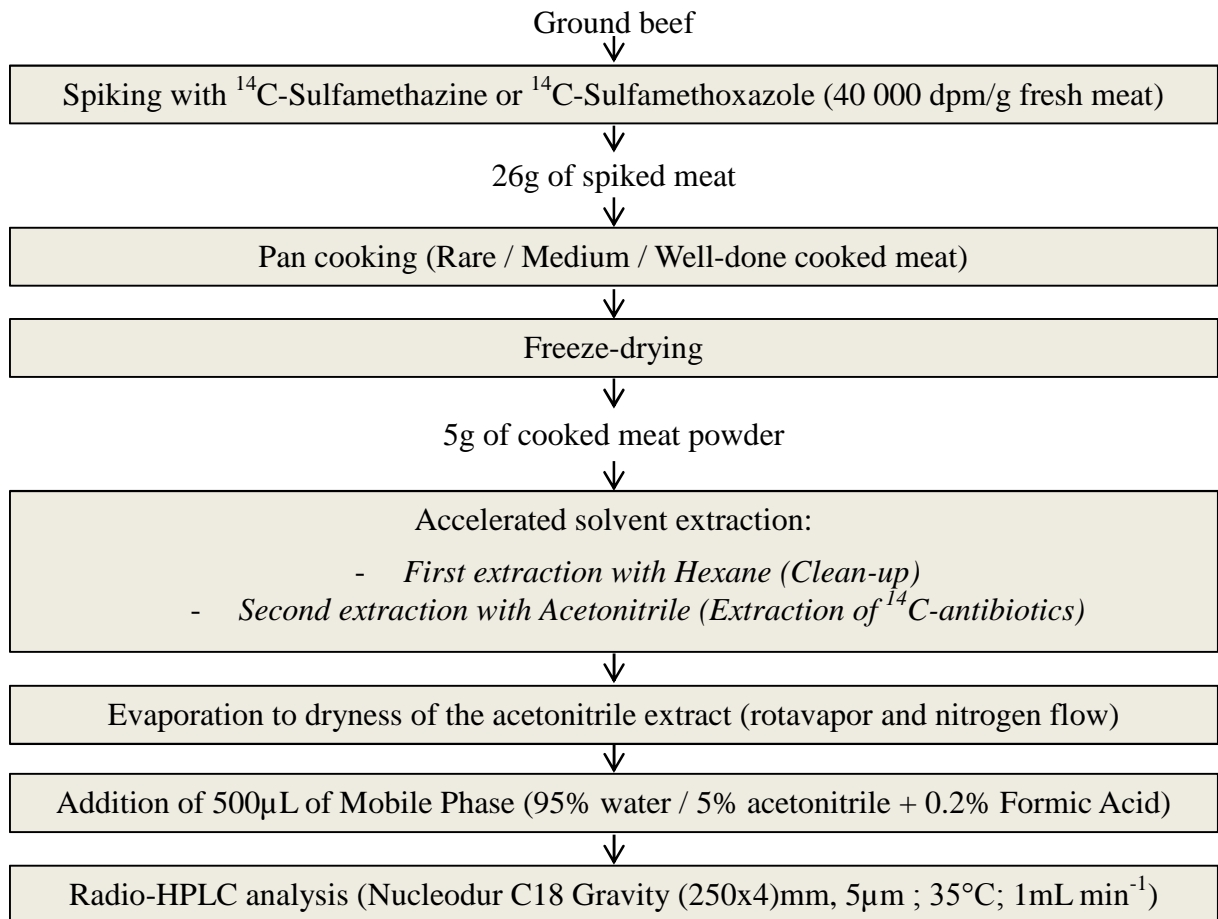 Ground beef
Spiking with ¹⁴C-Sulfamethazine or ¹⁴C-Sulfamethoxazole (40 000 dpm/g fresh meat)
26g of spiked meat
Pan cooking (Rare / Medium / Well-done cooked meat)
Freeze-drying
5g of cooked meat powder
Accelerated solvent extraction:
- First extraction with Hexane (Clean-up)
- Second extraction with Acetonitrile (Extraction of ¹⁴C-antibiotics)
Evaporation to dryness of the acetonitrile extract (rotavapor and nitrogen flow)
Addition of 500µL of Mobile Phase (95% water / 5% acetonitrile + 0.2% Formic Acid)
Radio-HPLC analysis (Nucleodur C18 Gravity (250x4)mm, 5µm ; 35°C; 1mL min⁻¹)